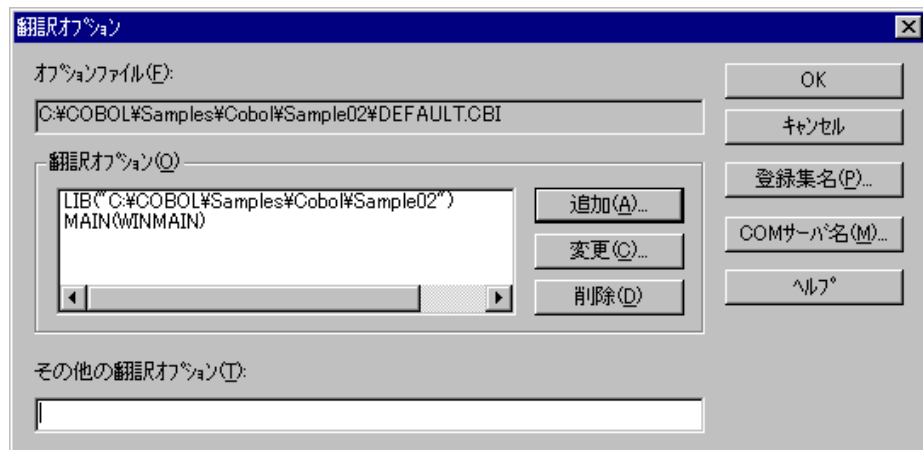 翻訳ｵﾌﾟｼｮﾝ
ｵﾌﾟｼｮﾝﾌｧｲﾙ(F):
C:¥COBOL¥Samples¥Cobol¥Sample02¥DEFAULT.CBI
翻訳ｵﾌﾟｼｮﾝ(O)
LIB("C:¥COBOL¥Samples¥Cobol¥Sample02")
MAIN(WINMAIN)
追加(A)...
変更(C)...
削除(D)
その他の翻訳ｵﾌﾟｼｮﾝ(T):
OK
ｷｬﾝｾﾙ
登録集名(P)...
COMｻｰﾊﾞ名(M)...
ﾍﾙﾌﾟ